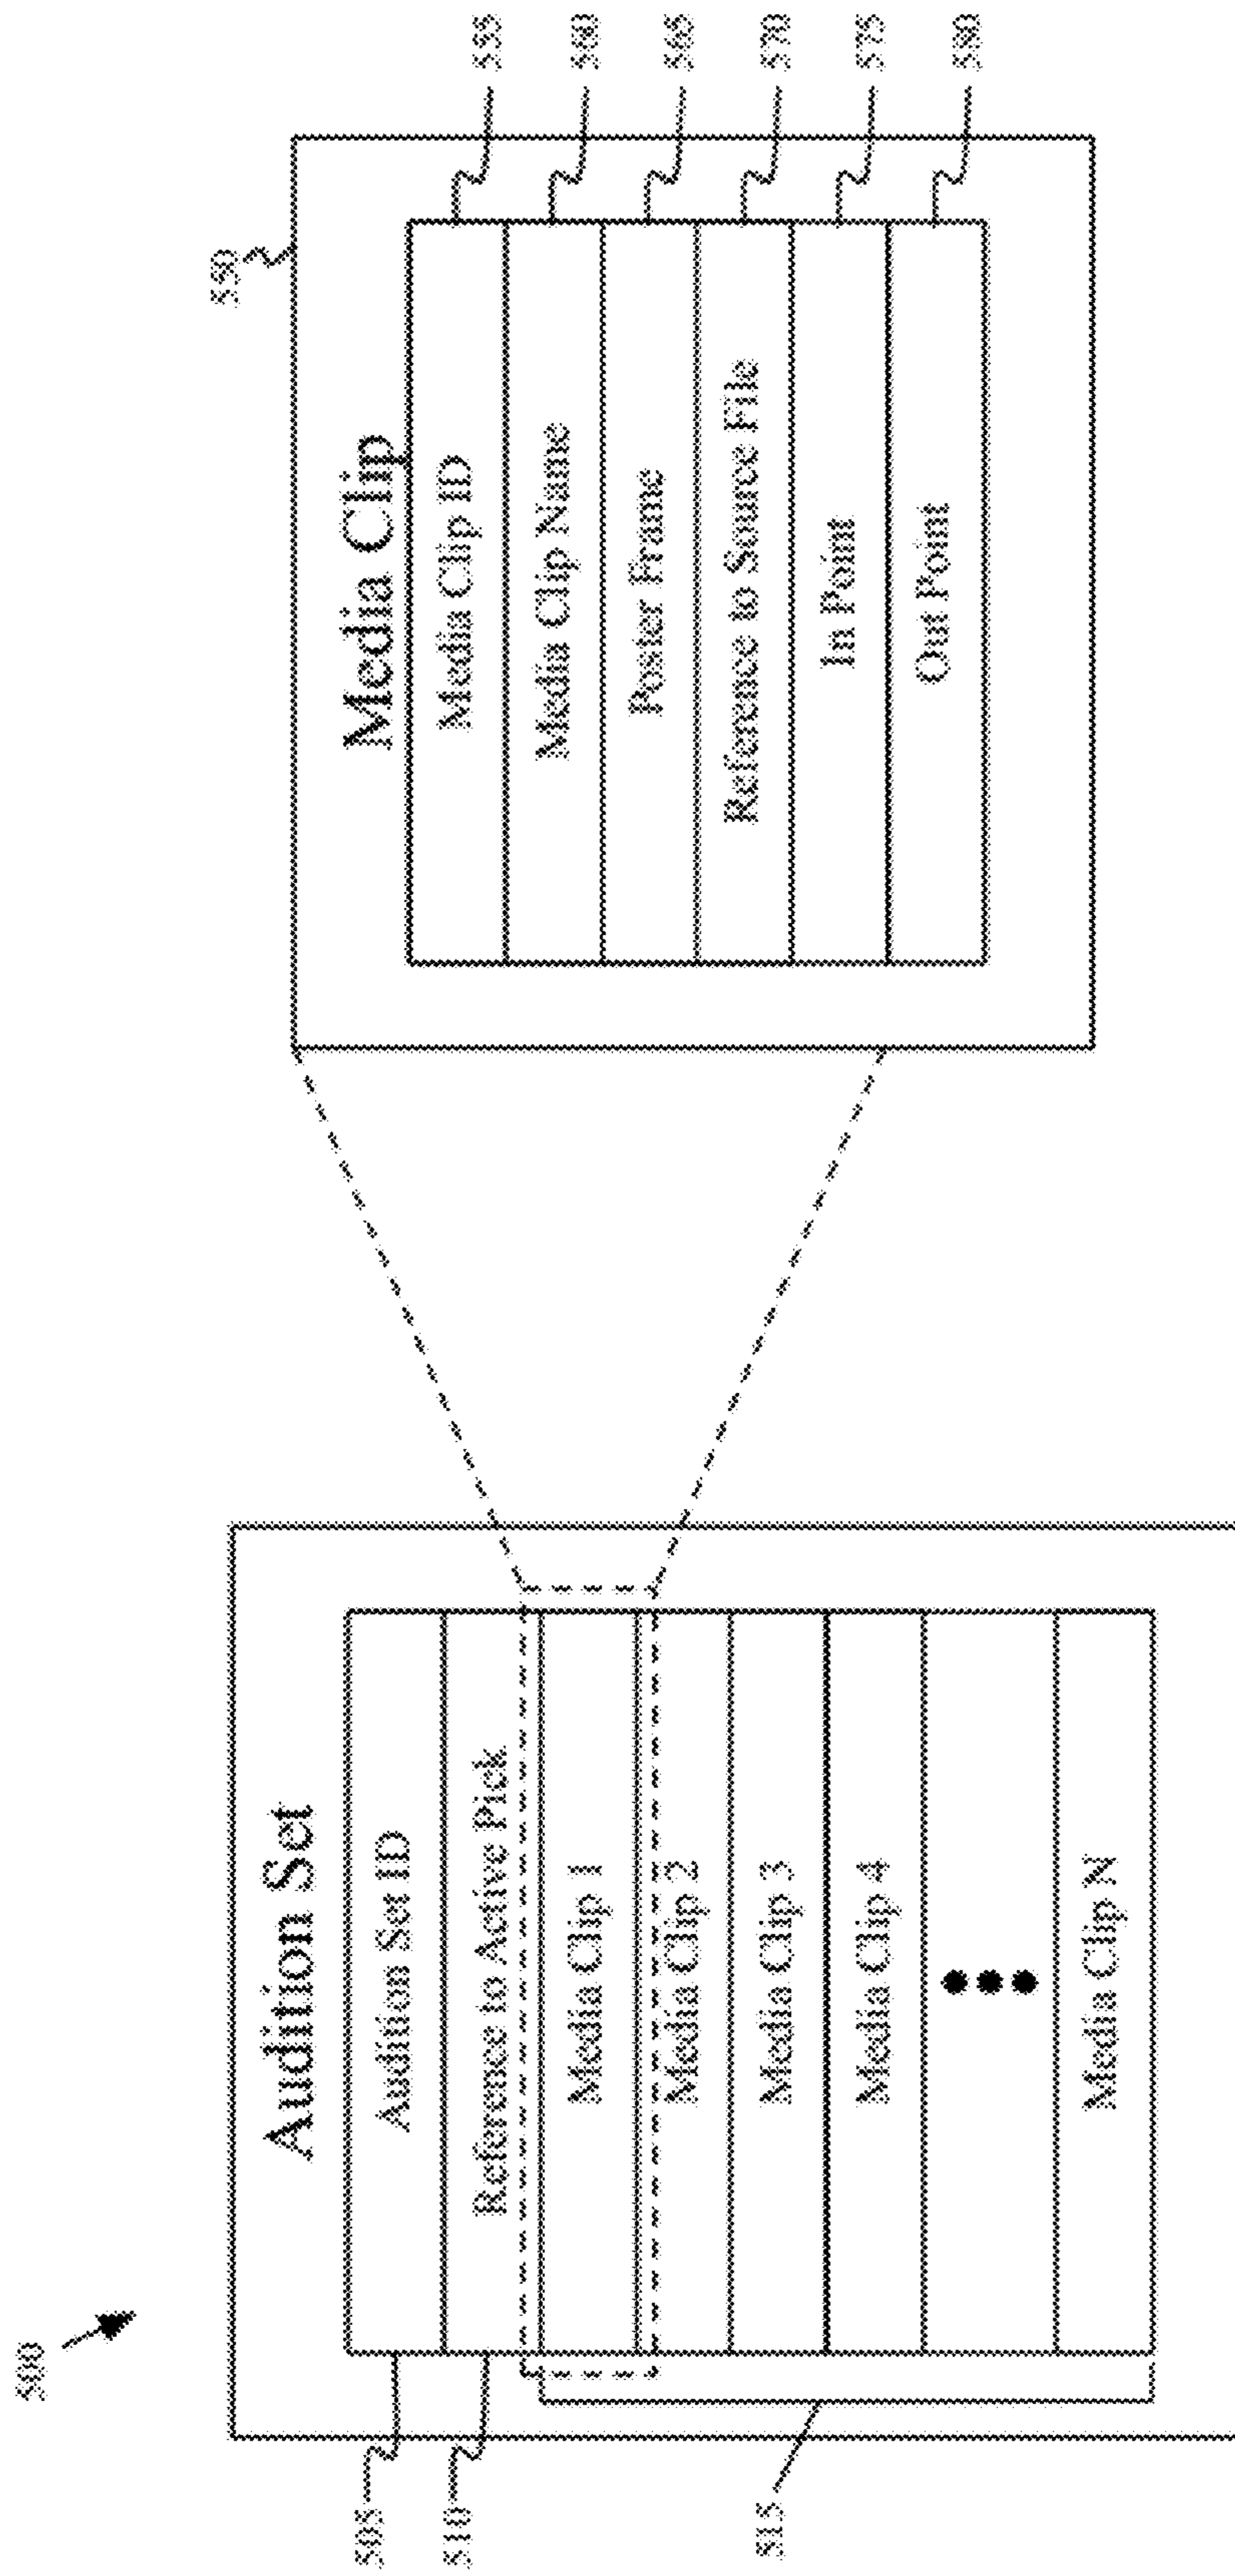 500
Audition Set
505
Audition Set ID
510
Reference to Active Pick
Media Clip 1
Media Clip 2
Media Clip 3
Media Clip 4
Media Clip N
515
550
Media Clip
Media Clip ID
555
Media Clip Name
560
Poster Frame
565
Reference to Source File
570
In Point
575
Out Point
580